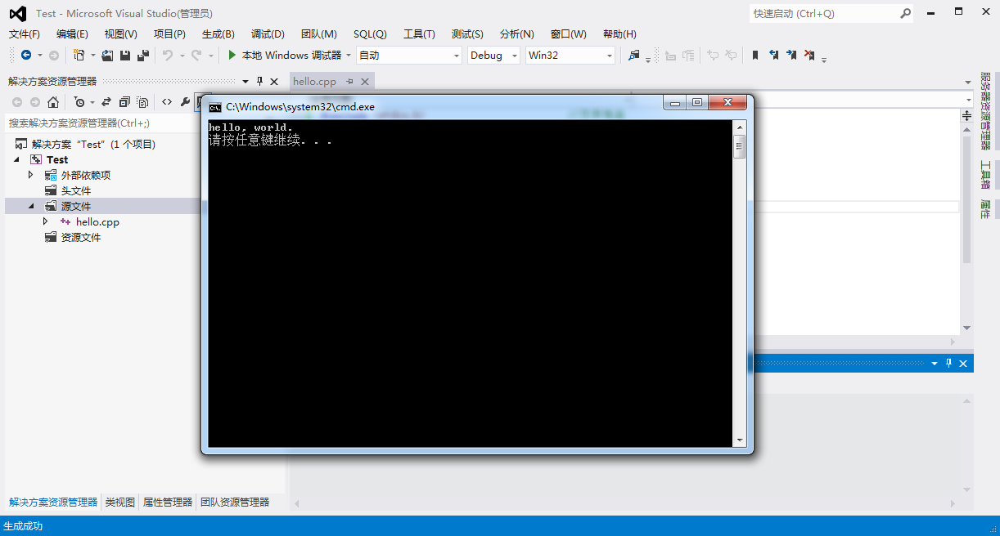 Test - Microsoft Visual Studio(管理员)
快速启动 (Ctrl+Q)
文件(F) 编辑(E) 视图(V) 项目(P) 生成(B) 调试(D) 团队(M) SQL(Q) 工具(T) 测试(S) 分析(N) 窗口(W) 帮助(H)
本地 Windows 调试器 自动 Debug Win32
解决方案资源管理器
hello.cpp
搜索解决方案资源管理器(Ctrl+;)
解决方案 “Test” (1 个项目)
Test
外部依赖项
头文件
源文件
hello.cpp
资源文件
C:\Windows\system32\cmd.exe
hello, world.
请按任意键继续. . .
服务器资源管理器
工具箱
属性
解决方案资源管理器 类视图 属性管理器 团队资源管理器
生成成功